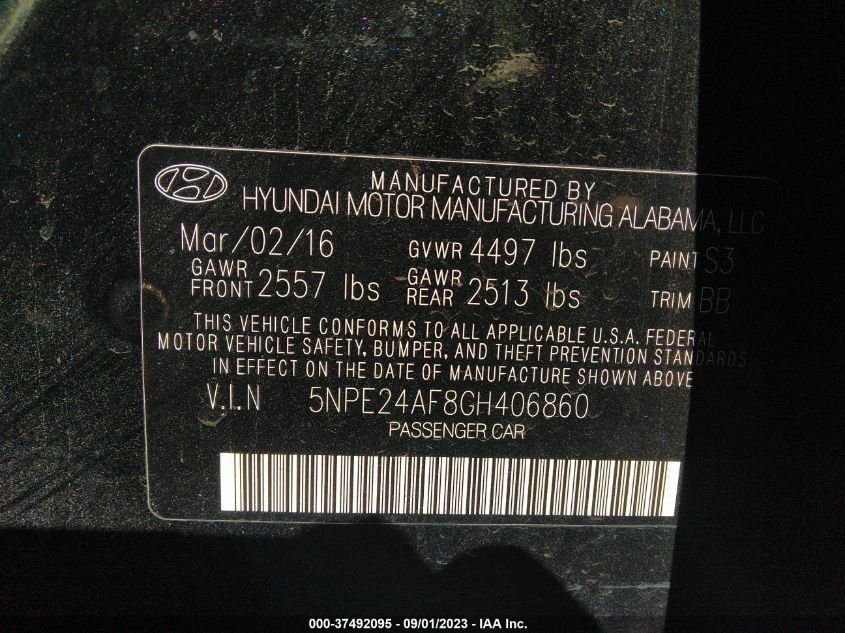 MANUFACTURED BY
HYUNDAI MOTOR MANUFACTURING ALABAMA, LLC
Mar/02/16 GVWR 4497 lbs PAINT S3
GAWR FRONT 2557 lbs GAWR REAR 2513 lbs TRIM BB
THIS VEHICLE CONFORMS TO ALL APPLICABLE U.S.A. FEDERAL
MOTOR VEHICLE SAFETY, BUMPER, AND THEFT PREVENTION STANDARDS
IN EFFECT ON THE DATE OF MANUFACTURE SHOWN ABOVE
V.I.N 5NPE24AF8GH406860
PASSENGER CAR
000-37492095 - 09/01/2023 - IAA Inc.